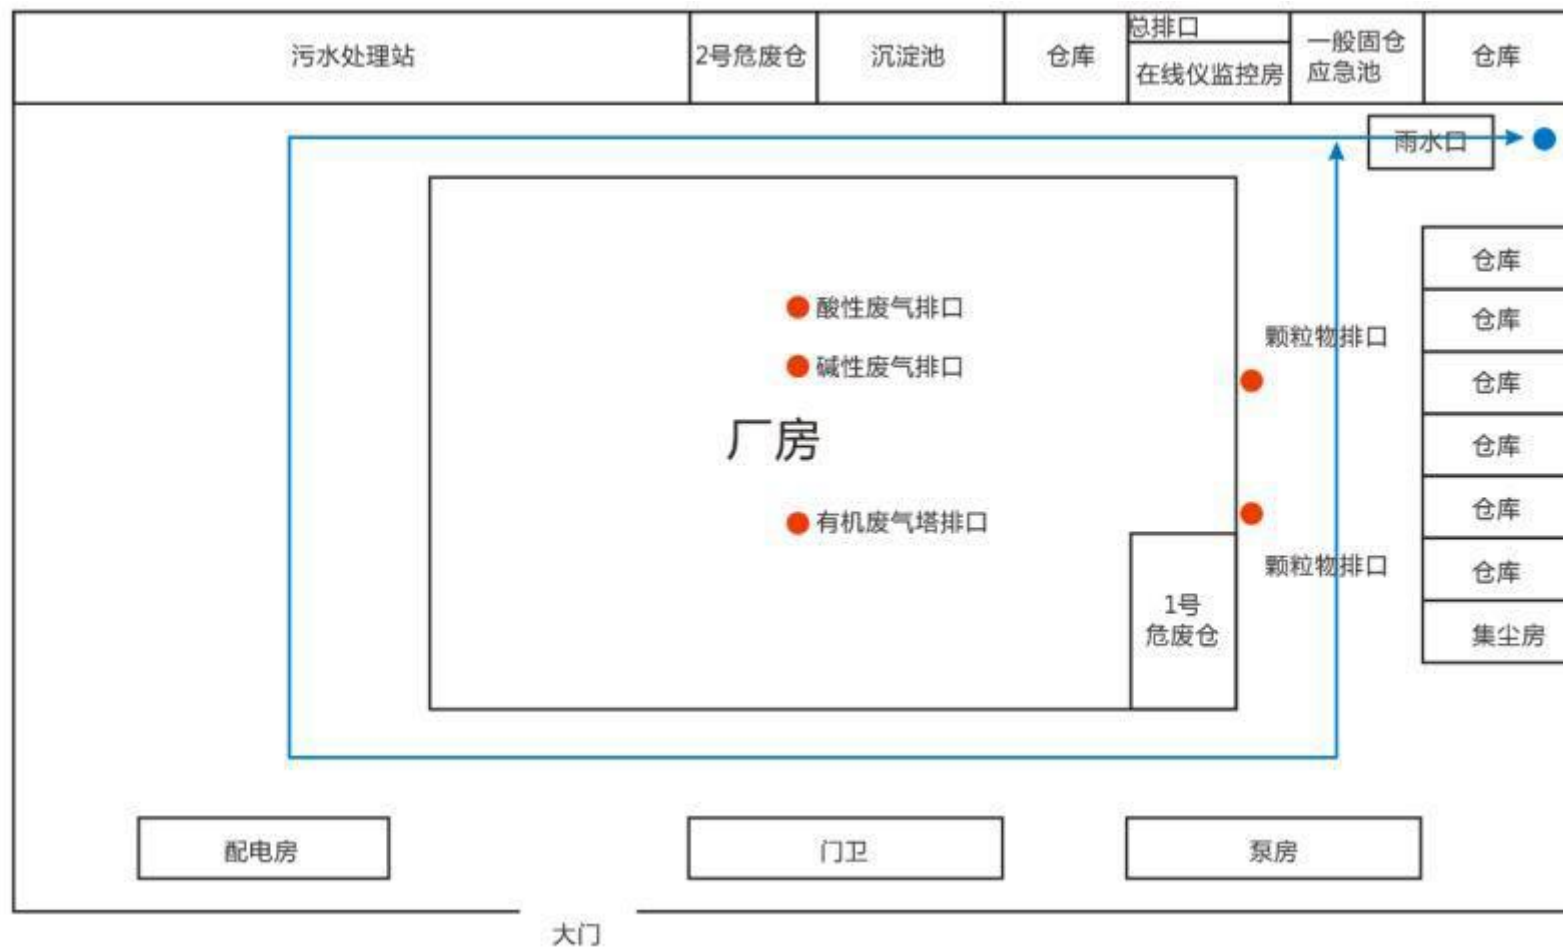 污水处理站
2号危废仓
沉淀池
仓库
总排口
在线仪监控房
一般固仓
应急池
仓库
雨水口
仓库
仓库
仓库
仓库
仓库
仓库
集尘房
酸性废气排口
碱性废气排口
颗粒物排口
厂房
有机废气塔排口
颗粒物排口
1号
危废仓
配电房
门卫
泵房
大门